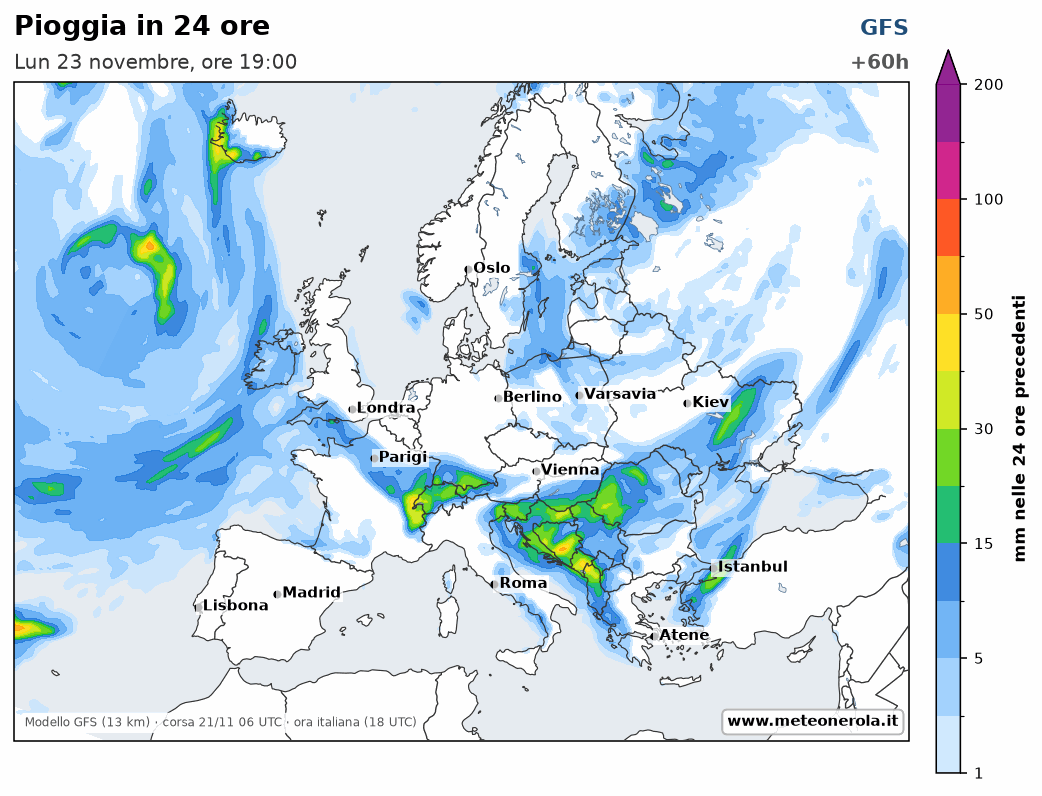 Pioggia in 24 ore
GFS
Lun 23 novembre, ore 19:00
+60h
200
100
50
30
15
5
1
mm nelle 24 ore precedenti
Oslo
Londra
Berlino
Varsavia
Kiev
Parigi
Vienna
Istanbul
Roma
Madrid
Lisbona
Atene
Modello GFS (13 km) · corsa 21/11 06 UTC · ora italiana (18 UTC)
www.meteonerola.it